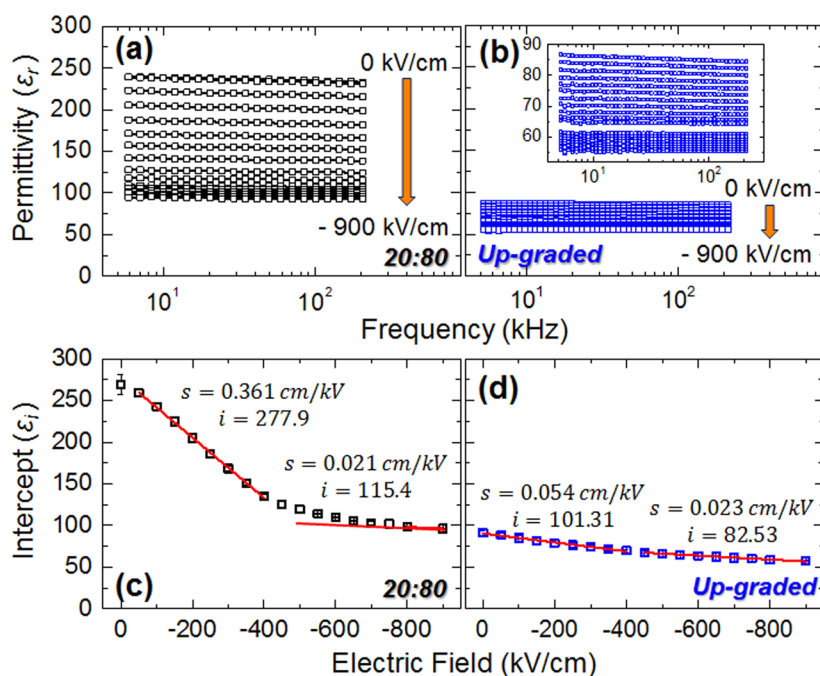 (a)
0 kV/cm
- 900 kV/cm
20:80
300
250
200
150
100
50
0
Permittivity (εr)
10¹
10²
(b)
90
80
70
60
10¹
10²
0 kV/cm
- 900 kV/cm
Up-graded
10¹
10²
Frequency (kHz)
300
250
200
150
100
50
0
Intercept (εi)
s = 0.361 cm/kV
i = 277.9
s = 0.021 cm/kV
i = 115.4
(c)
20:80
0
-200
-400
-600
-800
(d)
s = 0.054 cm/kV
i = 101.31
s = 0.023 cm/kV
i = 82.53
Up-graded
0
-200
-400
-600
-800
Electric Field (kV/cm)